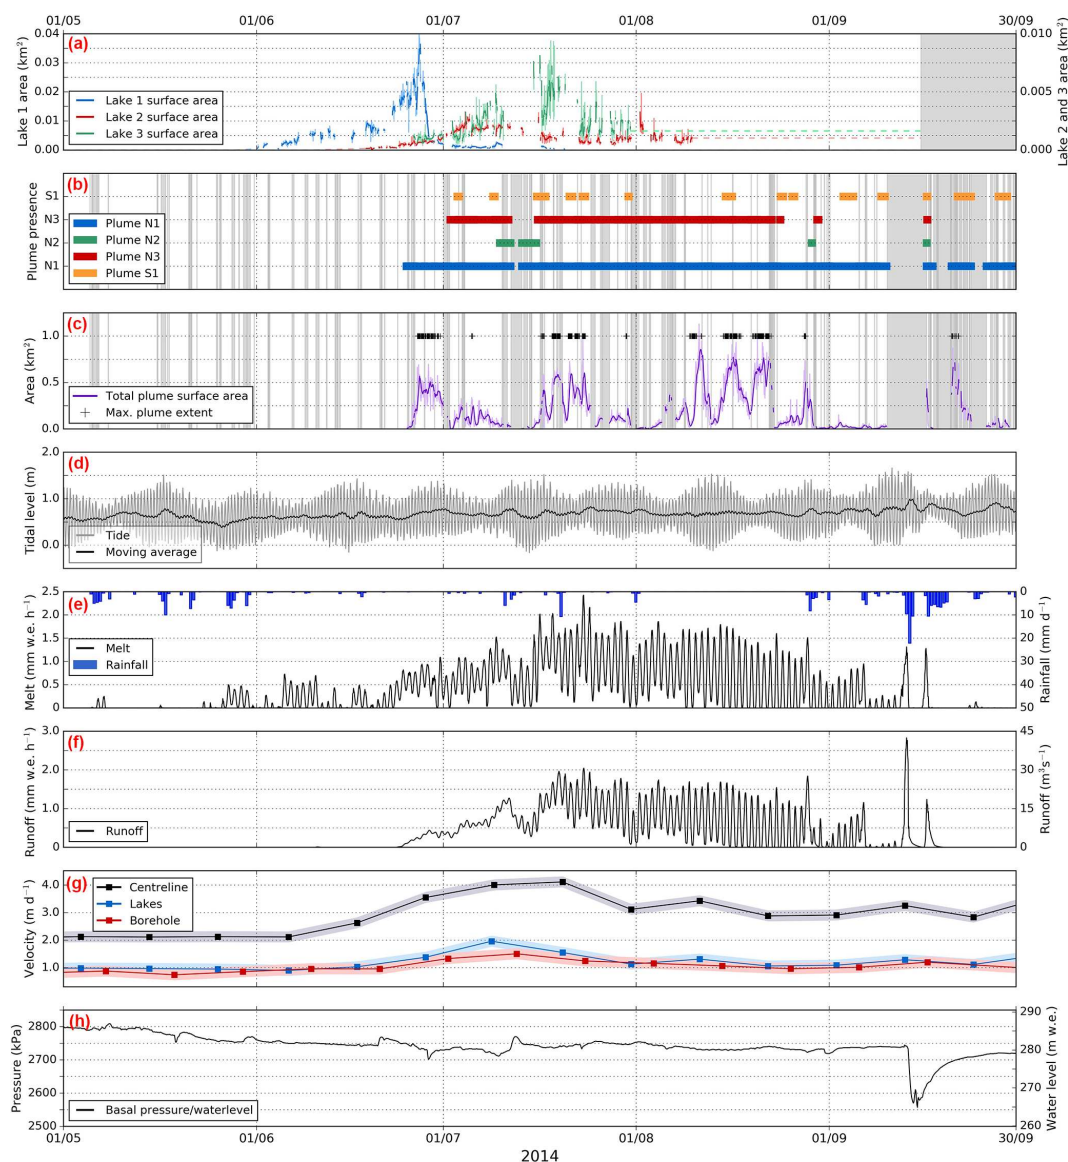 01/05 01/06 01/07 01/08 01/09 30/09
(a)
Lake 1 area (km²)
0.04
0.03
0.02
0.01
0.00
Lake 1 surface area
Lake 2 surface area
Lake 3 surface area
0.010
0.005
0.000
Lake 2 and 3 area (km²)
(b)
Plume presence
S1
N3
N2
N1
Plume N1
Plume N2
Plume N3
Plume S1
(c)
Area (km²)
1.0
0.5
0.0
Total plume surface area
Max. plume extent
(d)
Tidal level (m)
2.0
1.0
0.0
Tide
Moving average
(e)
Melt (mm w.e. h⁻¹)
2.5
2.0
1.5
1.0
0.5
0
Melt
Rainfall
0
10
20
30
40
50
Rainfall (mm d⁻¹)
(f)
Runoff (mm w.e. h⁻¹)
3.0
2.0
1.0
0
Runoff
45
30
15
0
Runoff (m³s⁻¹)
(g)
Velocity (m d⁻¹)
4.0
3.0
2.0
1.0
Centreline
Lakes
Borehole
(h)
Pressure (kPa)
2800
2700
2600
2500
Basal pressure/waterlevel
290
280
270
260
Water level (m w.e.)
01/05 01/06 01/07 01/08 01/09 30/09
2014